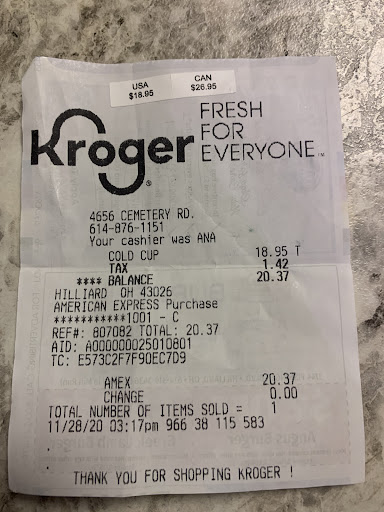 USA CAN
$18.95 $26.95
Kroger FRESH FOR EVERYONE™
®
4656 CEMETERY RD.
614-876-1151
Your cashier was ANA
COLD CUP 18.95 T
TAX 1.42
**** BALANCE 20.37
HILLIARD OH 43026
AMERICAN EXPRESS Purchase
***********1001 - C
REF#: 807082 TOTAL: 20.37
AID: A000000025010801
TC: E573C2F7F90EC7D9
AMEX 20.37
CHANGE 0.00
TOTAL NUMBER OF ITEMS SOLD = 1
11/28/20 03:17pm 966 38 115 583
THANK YOU FOR SHOPPING KROGER !